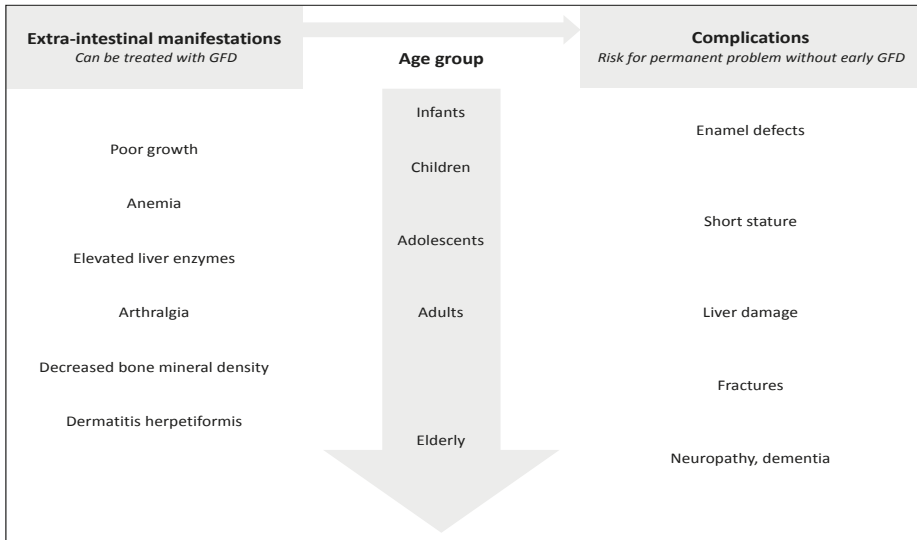 Extra-intestinal manifestations
Can be treated with GFD
Poor growth
Anemia
Elevated liver enzymes
Arthralgia
Decreased bone mineral density
Dermatitis herpetiformis
Age group
Infants
Children
Adolescents
Adults
Elderly
Complications
Risk for permanent problem without early GFD
Enamel defects
Short stature
Liver damage
Fractures
Neuropathy, dementia